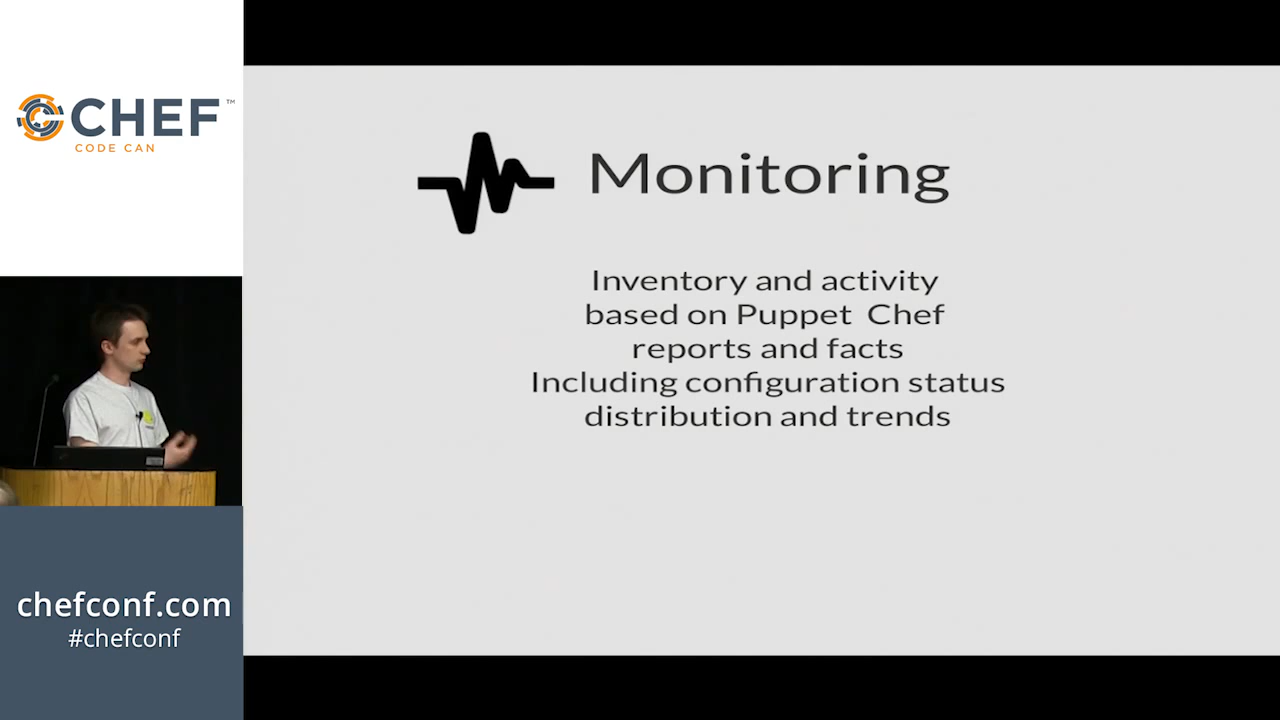 CHEF™
CODE CAN
Monitoring
Inventory and activity
based on Puppet  Chef
reports and facts
Including configuration status
distribution and trends
chefconf.com
#chefconf